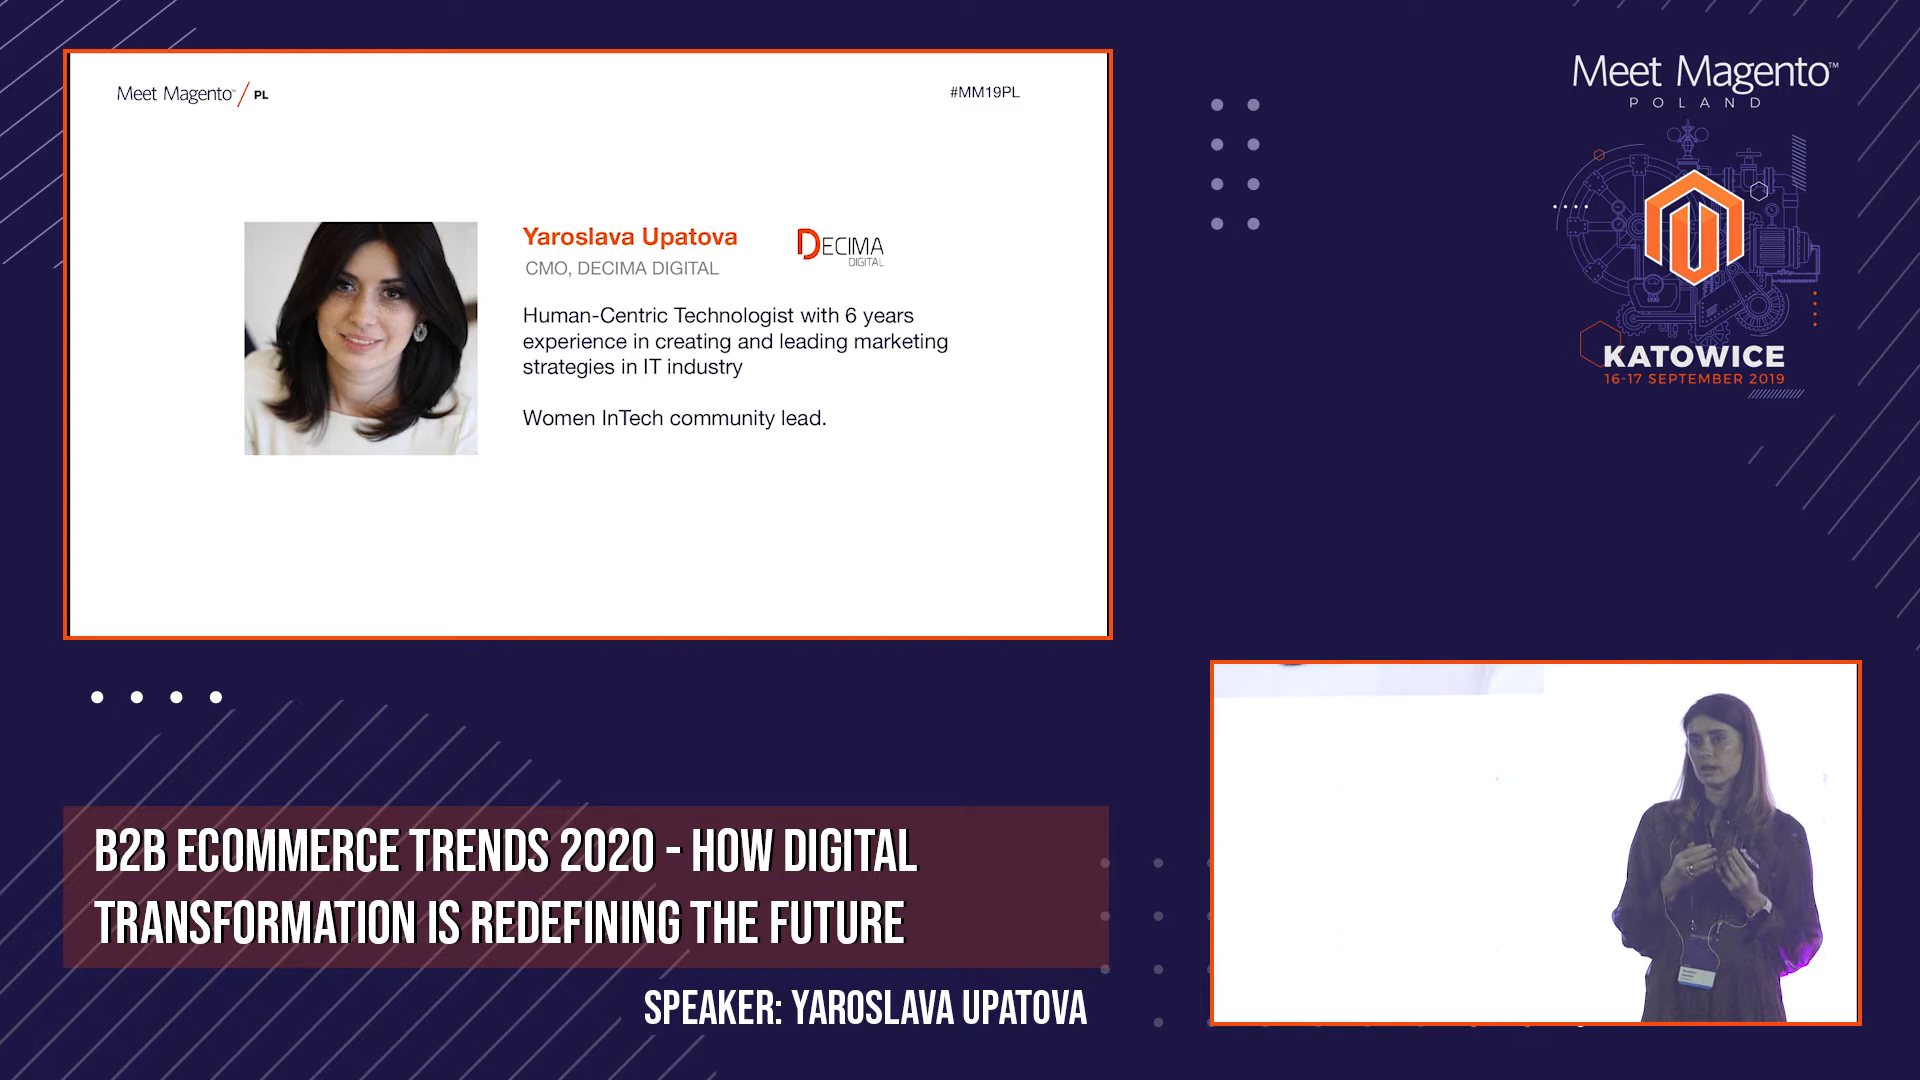 Meet Magento™ / PL
#MM19PL
Yaroslava Upatova
CMO, DECIMA DIGITAL
DECIMA
DIGITAL
Human-Centric Technologist with 6 years
experience in creating and leading marketing
strategies in IT industry
Women InTech community lead.
Meet Magento™
POLAND
KATOWICE
16-17 SEPTEMBER 2019
B2B ECOMMERCE TRENDS 2020 - HOW DIGITAL
TRANSFORMATION IS REDEFINING THE FUTURE
SPEAKER: YAROSLAVA UPATOVA